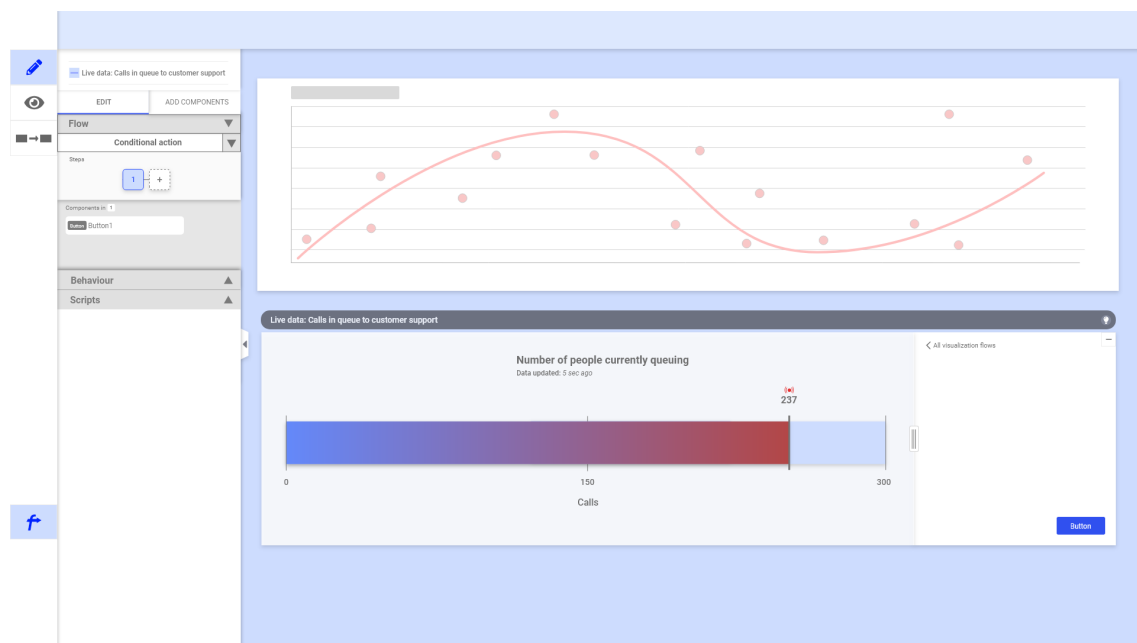 Live data: Calls in queue to customer support
EDIT
ADD COMPONENTS
Flow
Conditional action
Steps
1
+
Components in 1
Button Button1
Behaviour
Scripts
Live data: Calls in queue to customer support
Number of people currently queuing
Data updated: 5 sec ago
237
0
150
300
Calls
All visualization flows
Button